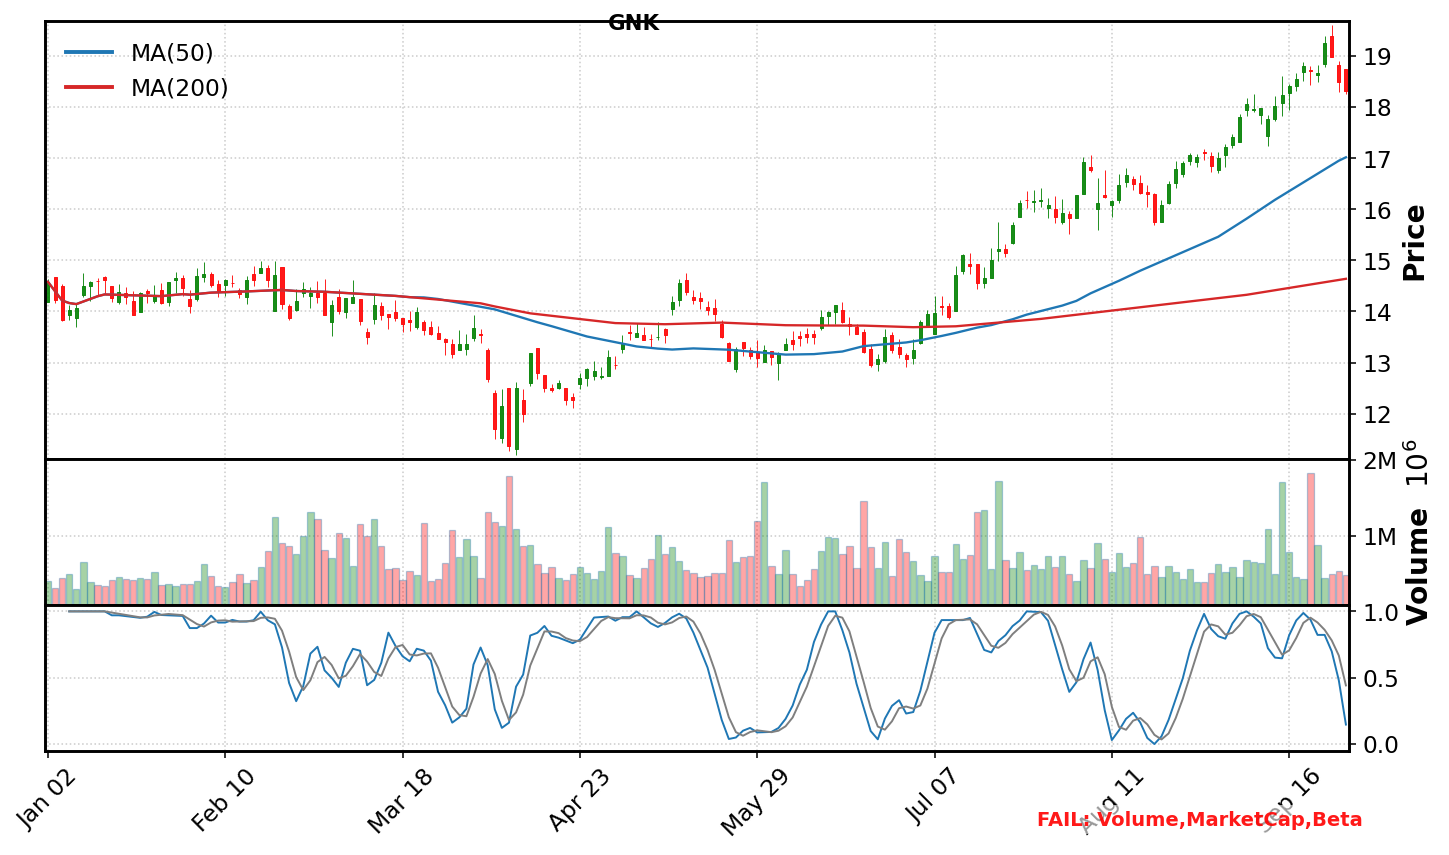 GNK
MA(50)
MA(200)
19
18
17
16
15
14
13
12
Price
2M
1M
Volume 10^6
1.0
0.5
0.0
Jan 02
Feb 10
Mar 18
Apr 23
May 29
Jul 07
Aug 11
Sep 16
FAIL: Volume,MarketCap,Beta